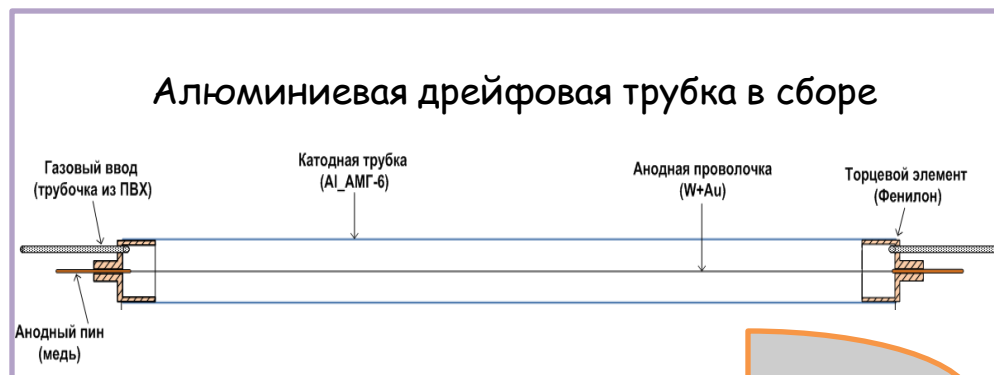 Алюминиевая дрейфовая трубка в сборе
Газовый ввод
(трубочка из ПВХ)
Катодная трубка
(Al_АМГ-6)
Анодная проволочка
(W+Au)
Торцевой элемент
(Фенилон)
Анодный пин
(медь)